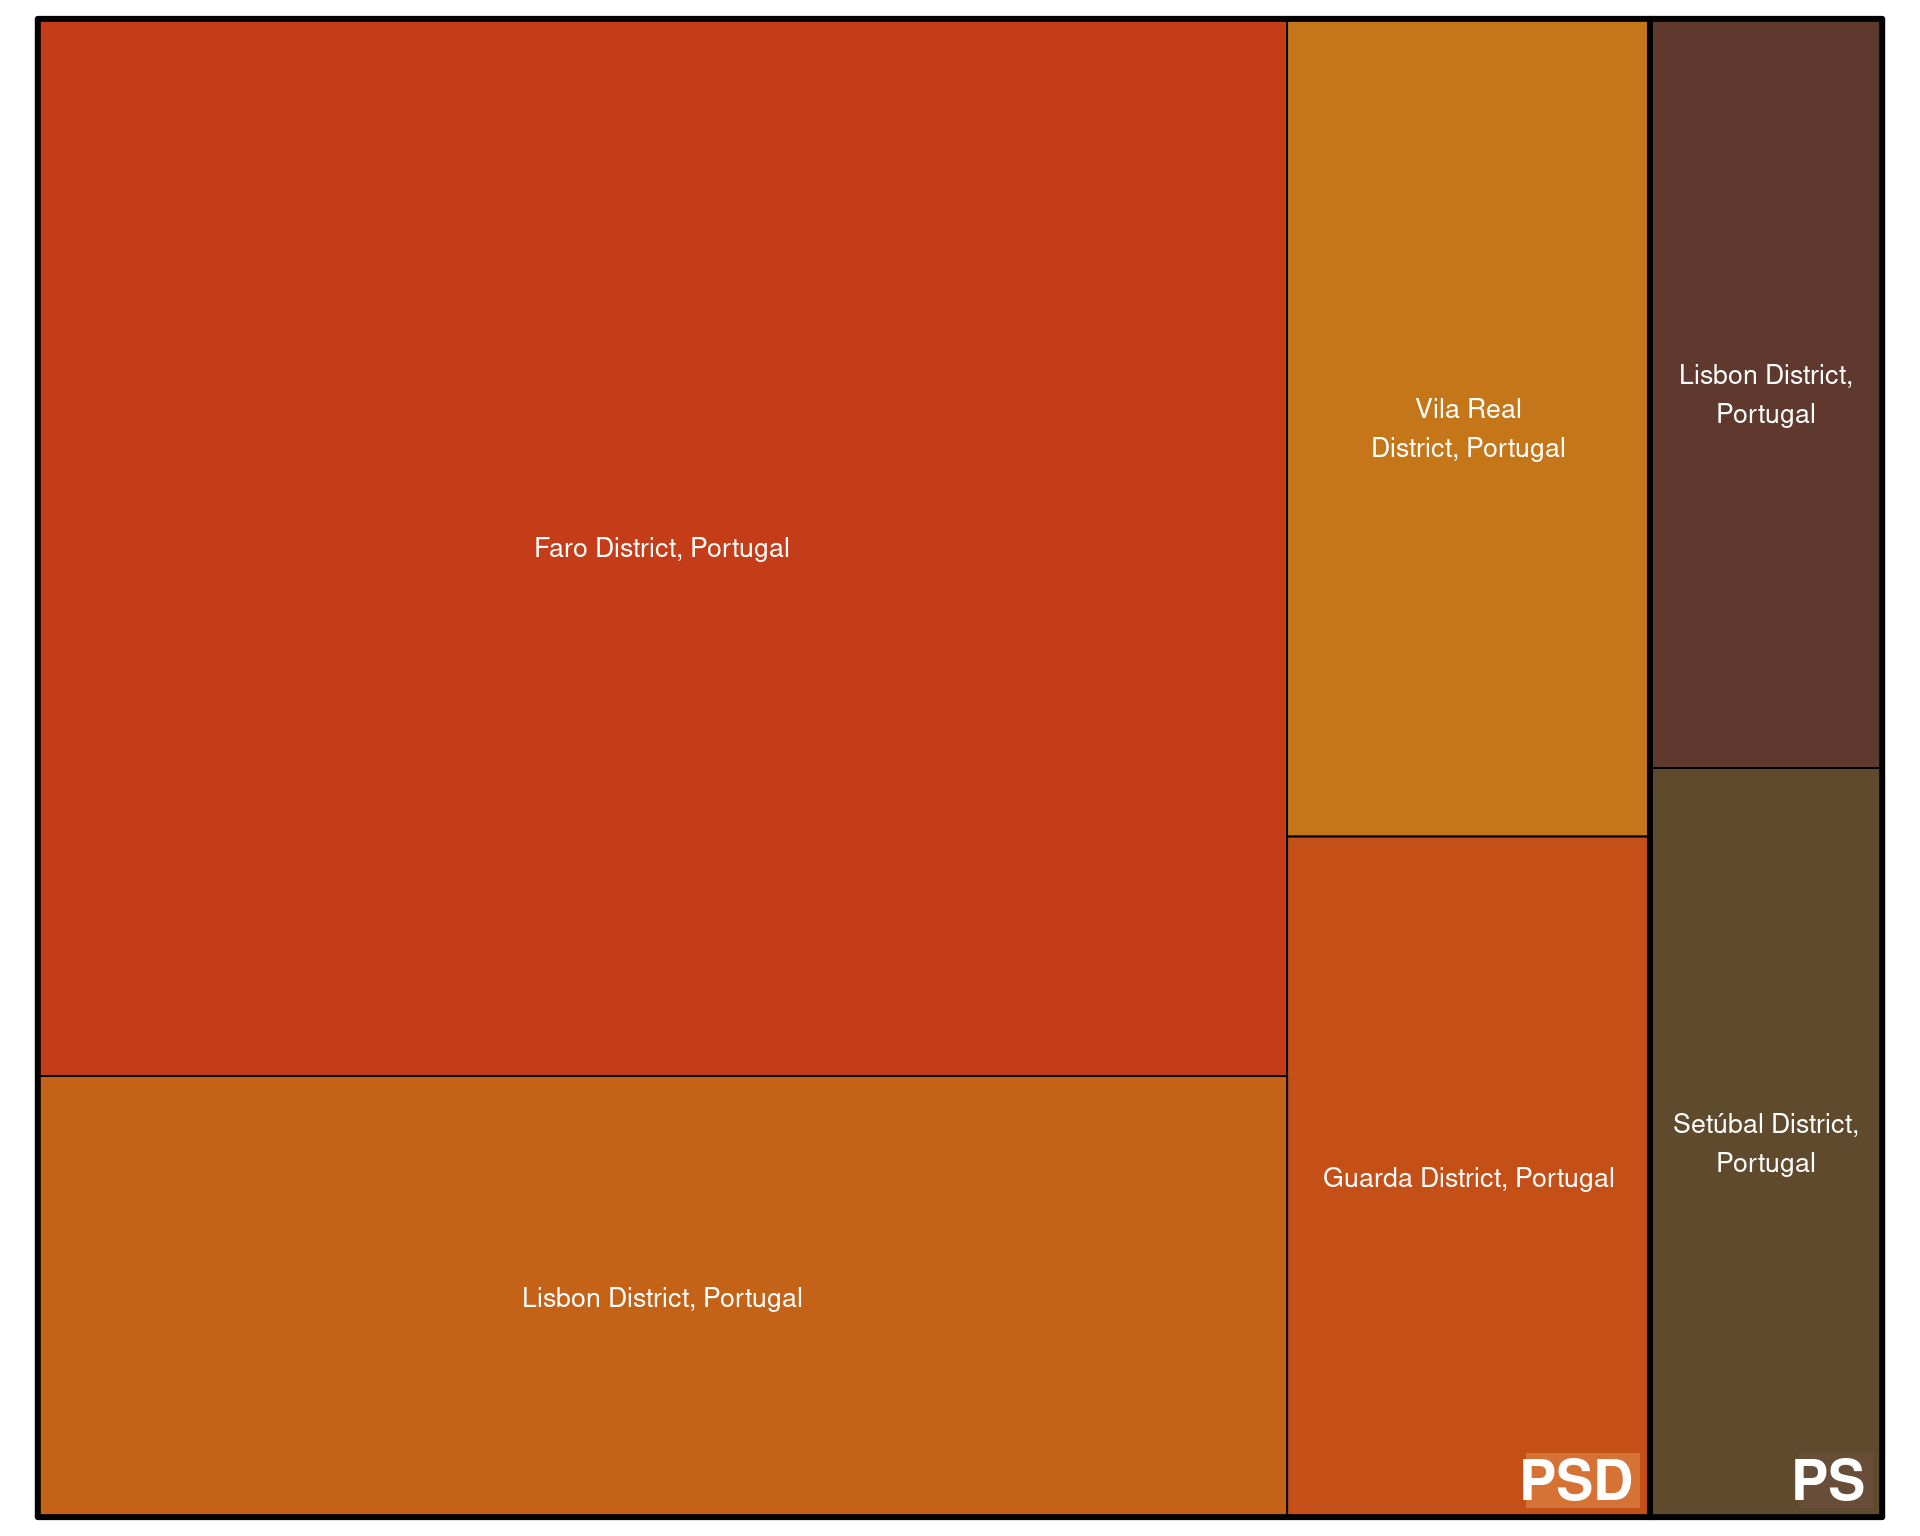 Faro District, Portugal
Lisbon District, Portugal
Vila Real
District, Portugal
Guarda District, Portugal
PSD
Lisbon District,
Portugal
Setúbal District,
Portugal
PS